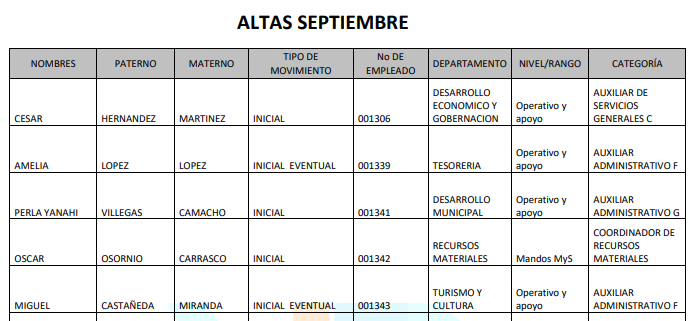 ALTAS SEPTIEMBRE
NOMBRES PATERNO MATERNO TIPO DE MOVIMIENTO No DE EMPLEADO DEPARTAMENTO NIVEL/RANGO CATEGORÍA
CESAR HERNANDEZ MARTINEZ INICIAL 001306 DESARROLLO ECONOMICO Y GOBERNACION Operativo y apoyo AUXILIAR DE SERVICIOS GENERALES C
AMELIA LOPEZ LOPEZ INICIAL EVENTUAL 001339 TESORERIA Operativo y apoyo AUXILIAR ADMINISTRATIVO F
PERLA YANAHI VILLEGAS CAMACHO INICIAL 001341 DESARROLLO MUNICIPAL Operativo y apoyo AUXILIAR ADMINISTRATIVO G
OSCAR OSORNIO CARRASCO INICIAL 001342 RECURSOS MATERIALES Mandos MyS COORDINADOR DE RECURSOS MATERIALES
MIGUEL CASTAÑEDA MIRANDA INICIAL EVENTUAL 001343 TURISMO Y CULTURA Operativo y apoyo AUXILIAR ADMINISTRATIVO F